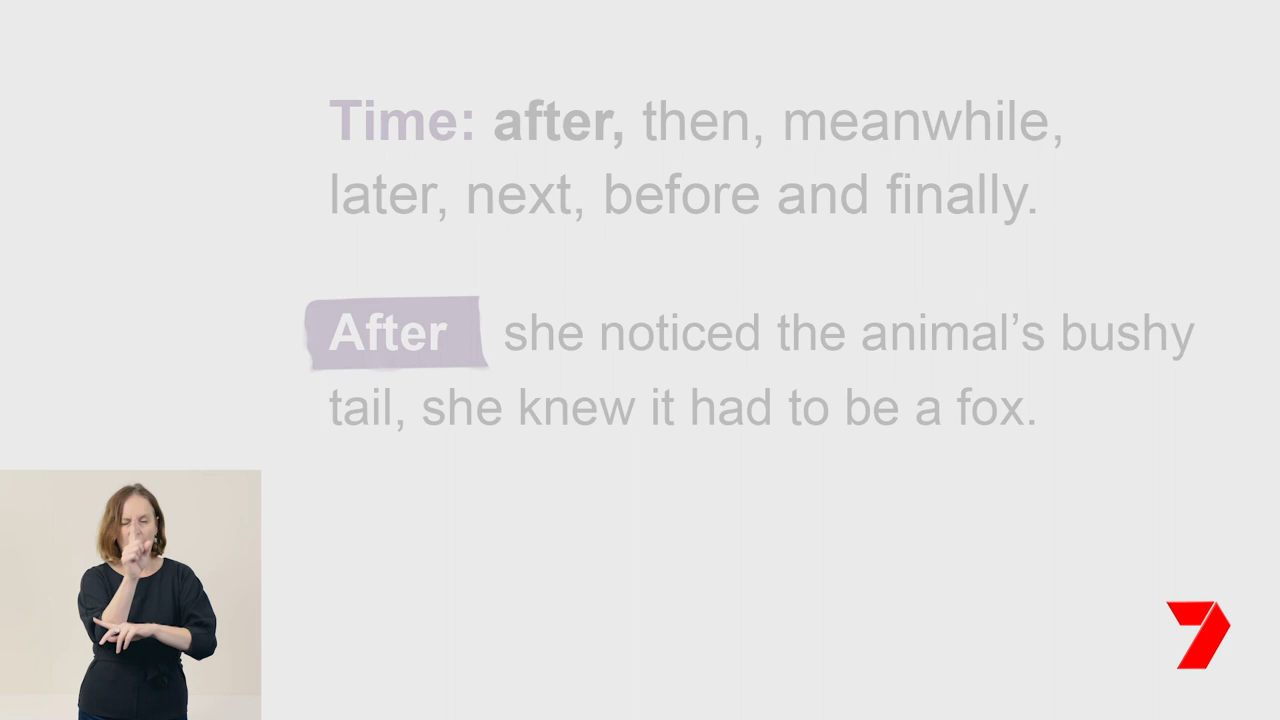 Time: after, then, meanwhile,
later, next, before and finally.
After she noticed the animal’s bushy
tail, she knew it had to be a fox.
7